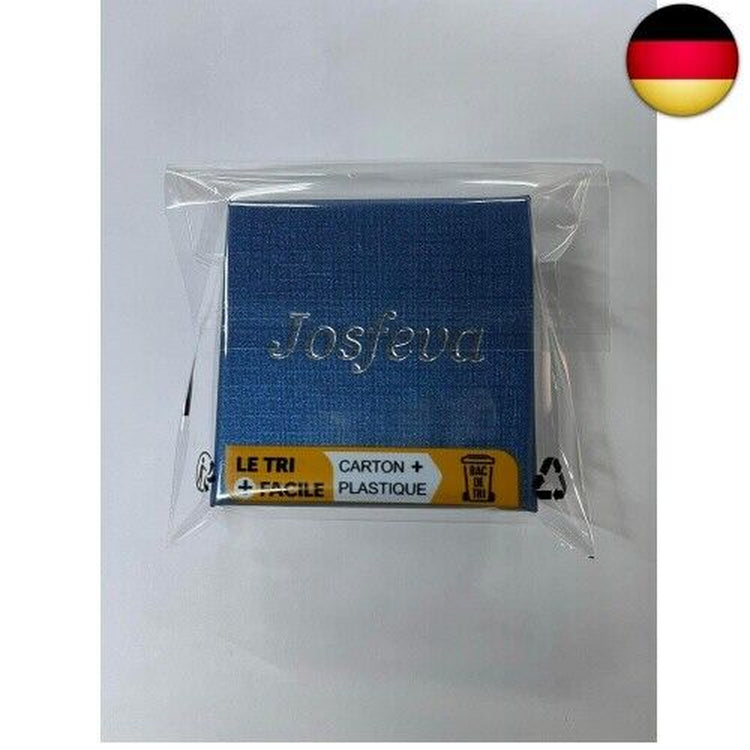 Josfeva
LE TRI
+ FACILE
CARTON +
PLASTIQUE
BAC
DE
TRI